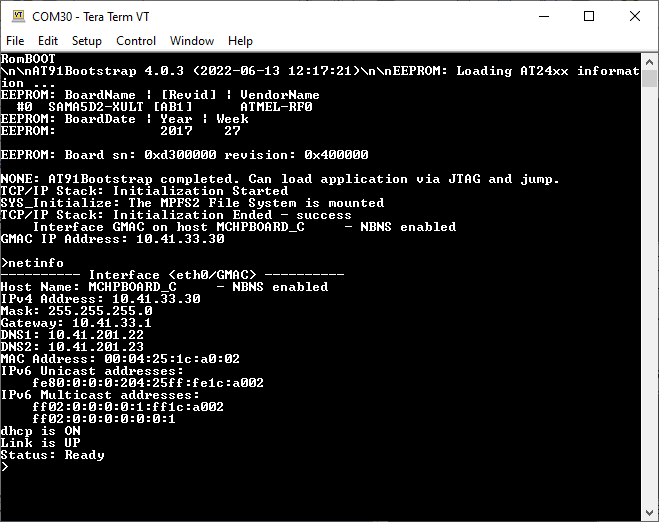 COM30 - Tera Term VT
File Edit Setup Control Window Help
RomBOOT
\n\nAT91Bootstrap 4.0.3 (2022-06-13 12:17:21)\n\nEEPROM: Loading AT24xx informat
ion ...
EEPROM: BoardName | [Revid] | VendorName
  #0  SAMA5D2-XULT [AB1]      ATMEL-RF0
EEPROM: BoardDate | Year | Week
EEPROM:             2017    27
EEPROM: Board sn: 0xd300000 revision: 0x400000
NONE: AT91Bootstrap completed. Can load application via JTAG and jump.
TCP/IP Stack: Initialization Started
SYS_Initialize: The MPFS2 File System is mounted
TCP/IP Stack: Initialization Ended - success
    Interface GMAC on host MCHPBOARD_C     - NBNS enabled
GMAC IP Address: 10.41.33.30
>netinfo
---------- Interface <eth0/GMAC> ----------
Host Name: MCHPBOARD_C     - NBNS enabled
IPv4 Address: 10.41.33.30
Mask: 255.255.255.0
Gateway: 10.41.33.1
DNS1: 10.41.201.22
DNS2: 10.41.201.23
MAC Address: 00:04:25:1c:a0:02
IPv6 Unicast addresses:
    fe80:0:0:0:204:25ff:fe1c:a002
IPv6 Multicast addresses:
    ff02:0:0:0:0:1:ff1c:a002
    ff02:0:0:0:0:0:0:1
dhcp is ON
Link is UP
Status: Ready
>